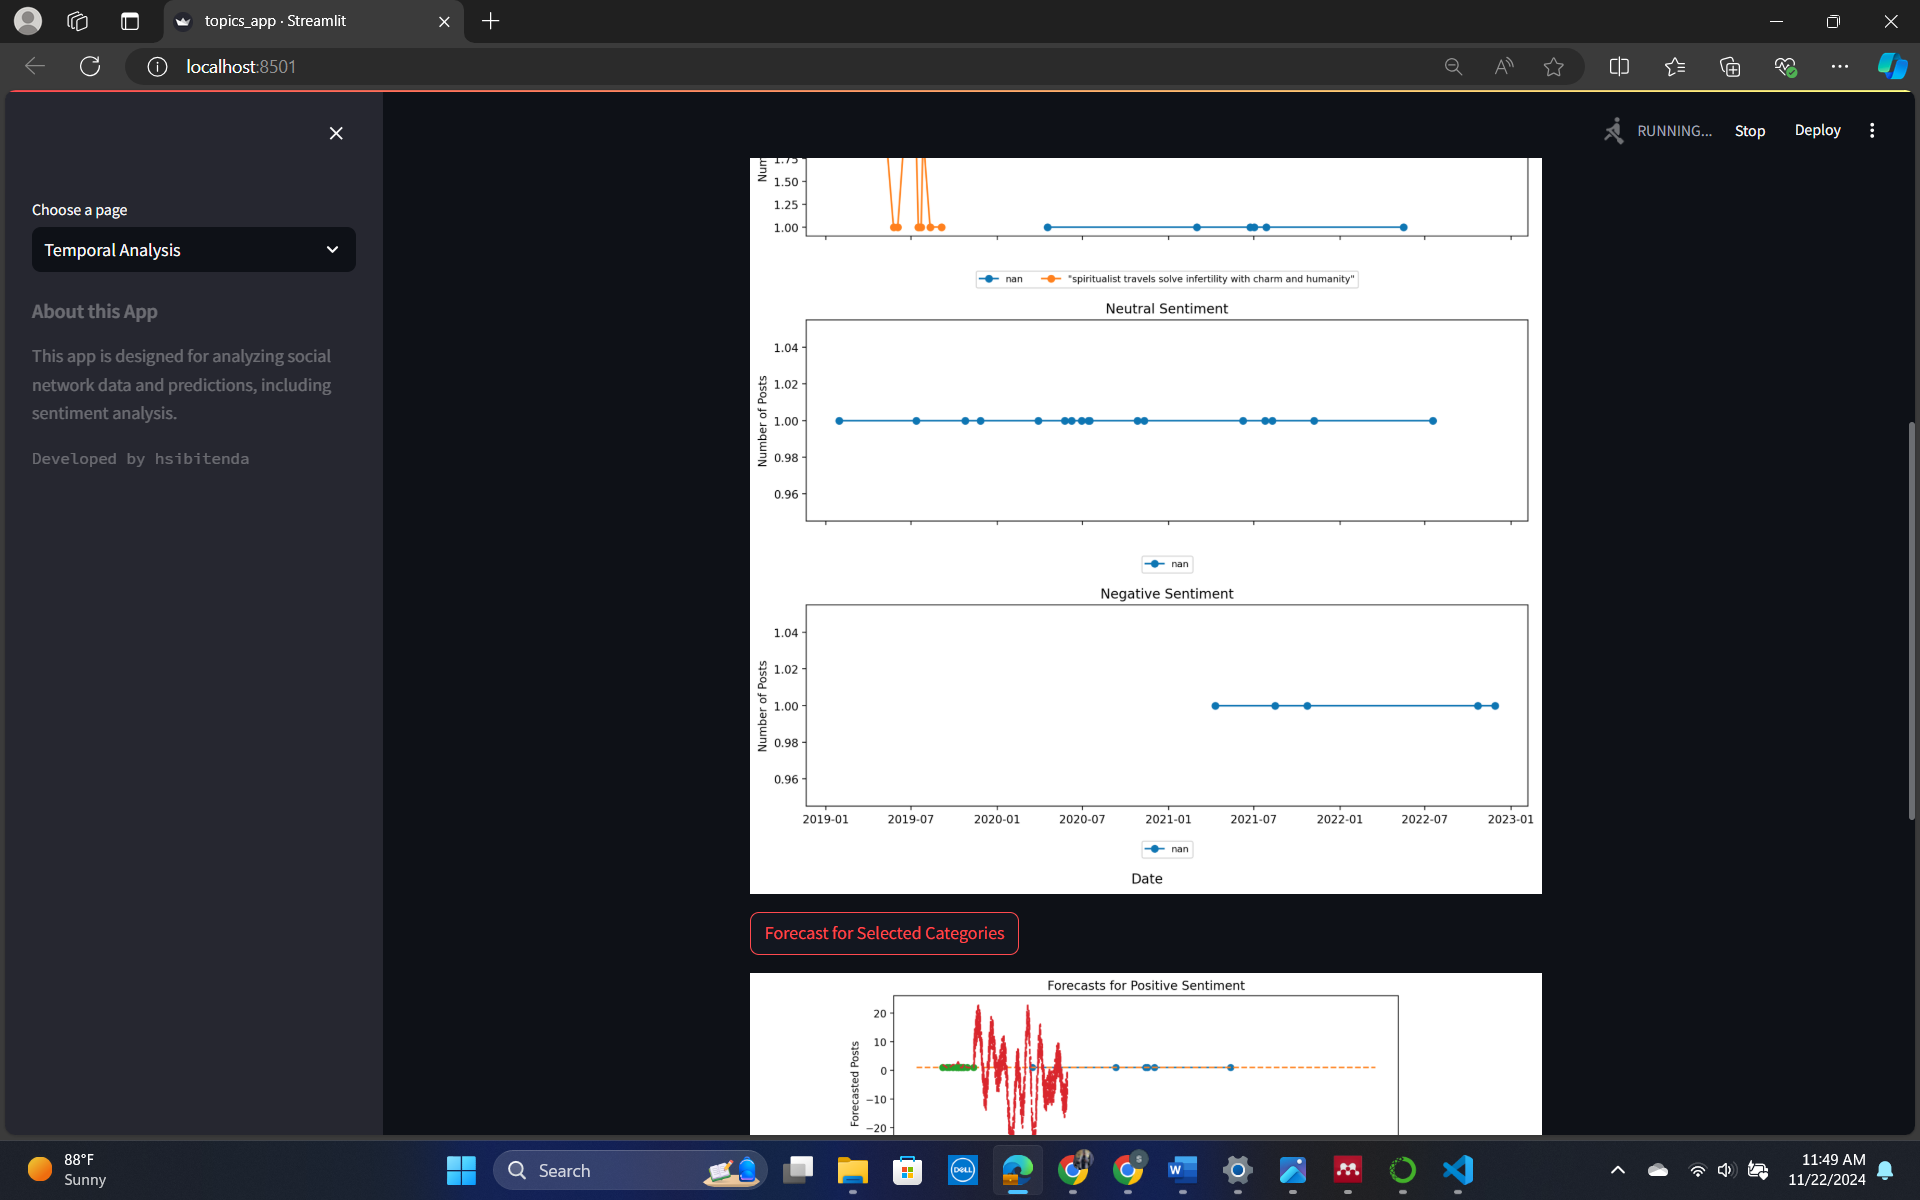 topics_app · Streamlit
localhost:8501
RUNNING...
Stop
Deploy
Choose a page
Temporal Analysis
About this App
This app is designed for analyzing social
network data and predictions, including
sentiment analysis.
Developed by hsibitenda
Num
1.75
1.50
1.25
1.00
nan
"spiritualist travels solve infertility with charm and humanity"
Neutral Sentiment
Number of Posts
1.04
1.02
1.00
0.98
0.96
nan
Negative Sentiment
Number of Posts
1.04
1.02
1.00
0.98
0.96
2019-01 2019-07 2020-01 2020-07 2021-01 2021-07 2022-01 2022-07 2023-01
nan
Date
Forecast for Selected Categories
Forecasts for Positive Sentiment
Forecasted Posts
20
10
0
−10
−20
88°F
Sunny
Search
DELL
11:49 AM
11/22/2024